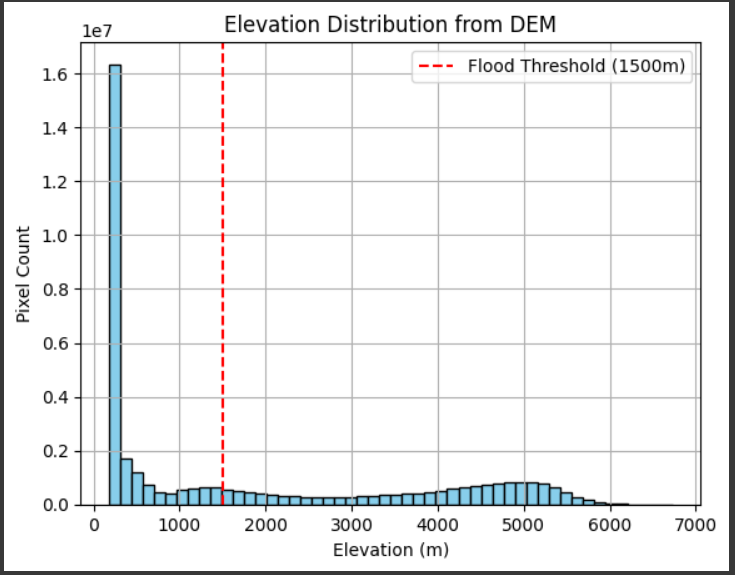 Elevation Distribution from DEM
1e7
Flood Threshold (1500m)
1.6
1.4
1.2
1.0
0.8
0.6
0.4
0.2
0.0
Pixel Count
0 1000 2000 3000 4000 5000 6000 7000
Elevation (m)